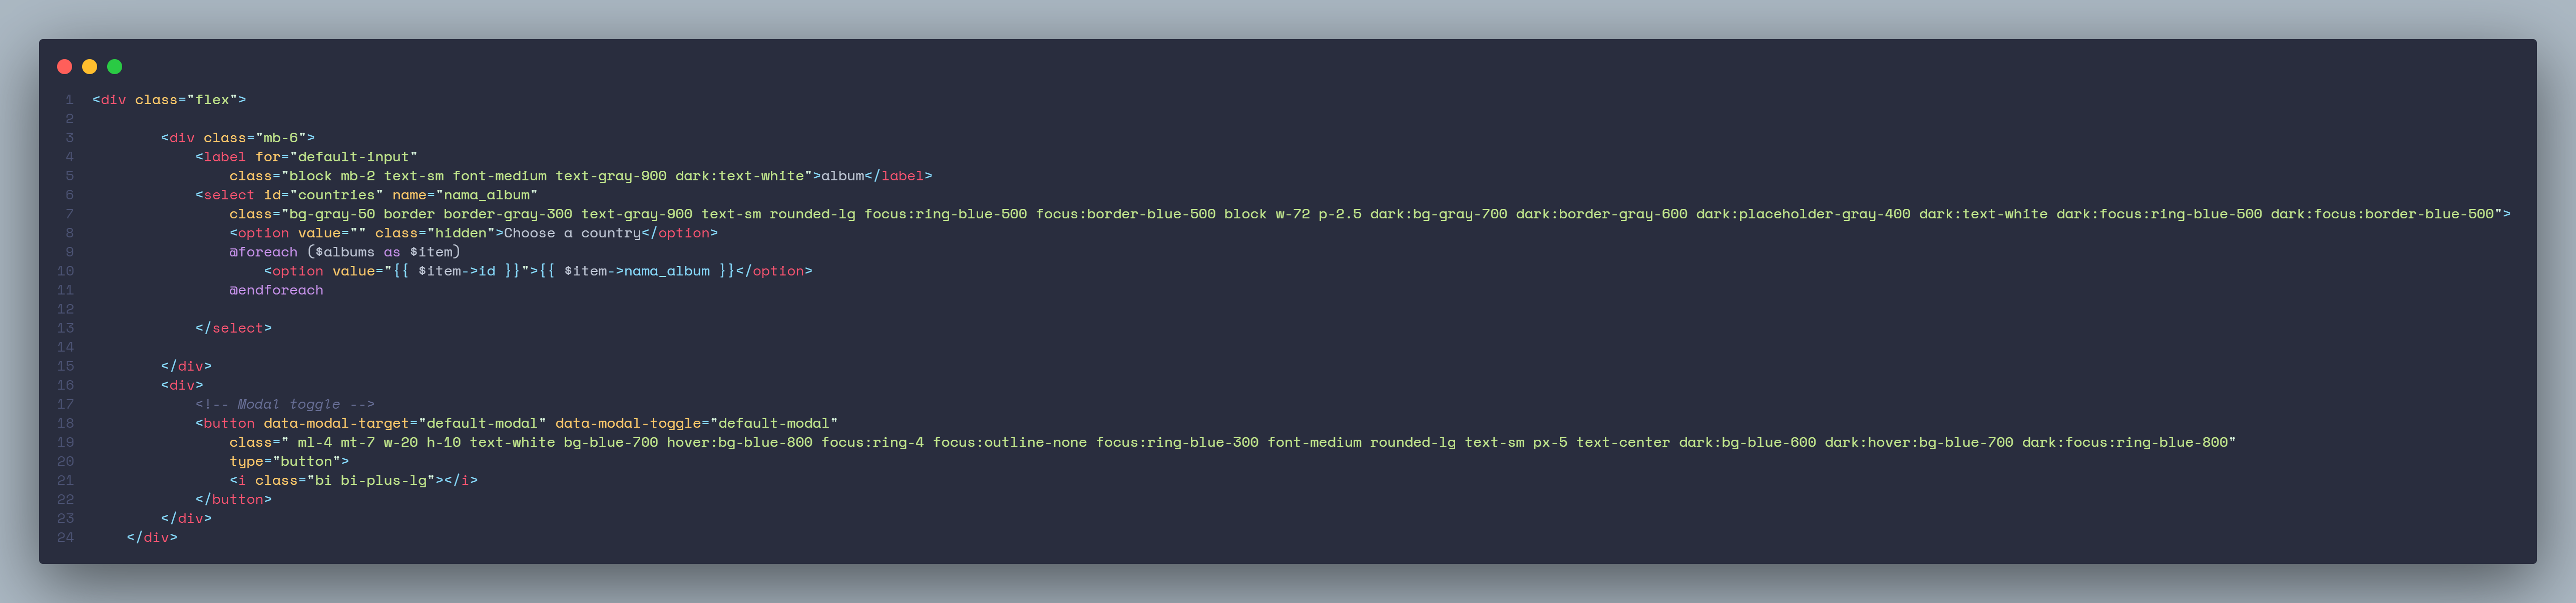 1 <div class="flex">
2
3 <div class="mb-6">
4 <label for="default-input"
5 class="block mb-2 text-sm font-medium text-gray-900 dark:text-white">album</label>
6 <select id="countries" name="nama_album"
7 class="bg-gray-50 border border-gray-300 text-gray-900 text-sm rounded-lg focus:ring-blue-500 focus:border-blue-500 block w-72 p-2.5 dark:bg-gray-700 dark:border-gray-600 dark:placeholder-gray-400 dark:text-white dark:focus:ring-blue-500 dark:focus:border-blue-500">
8 <option value="" class="hidden">Choose a country</option>
9 @foreach ($albums as $item)
10 <option value="{{ $item->id }}">{{ $item->nama_album }}</option>
11 @endforeach
12
13 </select>
14
15 </div>
16 <div>
17 <!-- Modal toggle -->
18 <button data-modal-target="default-modal" data-modal-toggle="default-modal"
19 class=" ml-4 mt-7 w-20 h-10 text-white bg-blue-700 hover:bg-blue-800 focus:ring-4 focus:outline-none focus:ring-blue-300 font-medium rounded-lg text-sm px-5 text-center dark:bg-blue-600 dark:hover:bg-blue-700 dark:focus:ring-blue-800"
20 type="button">
21 <i class="bi bi-plus-lg"></i>
22 </button>
23 </div>
24 </div>